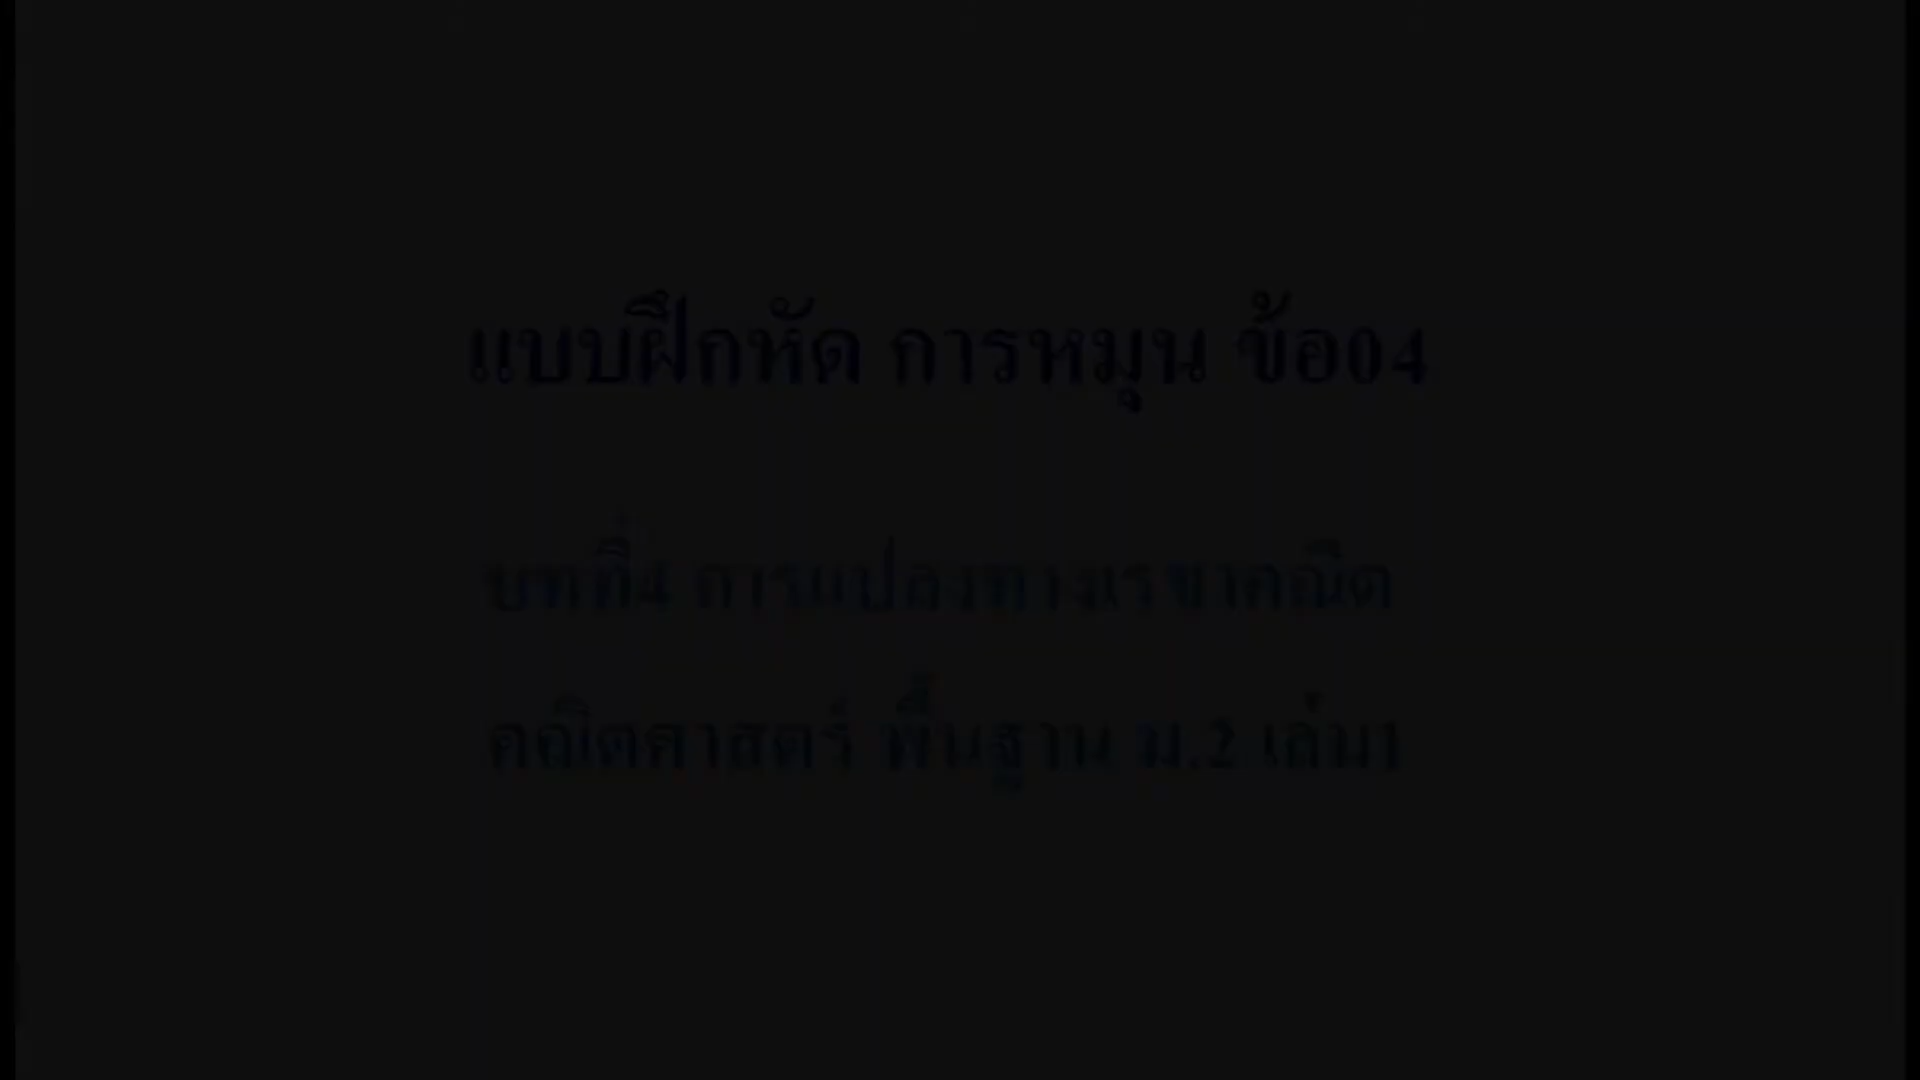 แบบฝึกหัด การหมุน ข้อ04
บทที่4 การแปลงทางเรขาคณิต
คณิตศาสตร์ พื้นฐาน ม.2 เล่ม1